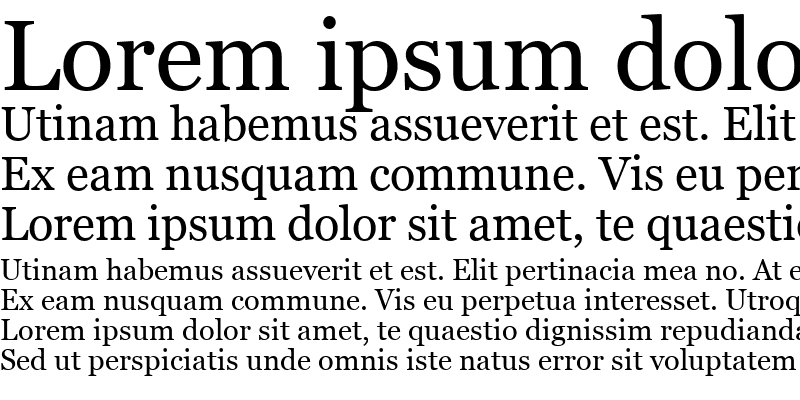 Lorem ipsum dolo
Utinam habemus assueverit et est. Elit
Ex eam nusquam commune. Vis eu per
Lorem ipsum dolor sit amet, te quaestio
Utinam habemus assueverit et est. Elit pertinacia mea no. At e
Ex eam nusquam commune. Vis eu perpetua interesset. Utroq
Lorem ipsum dolor sit amet, te quaestio dignissim repudianda
Sed ut perspiciatis unde omnis iste natus error sit voluptatem